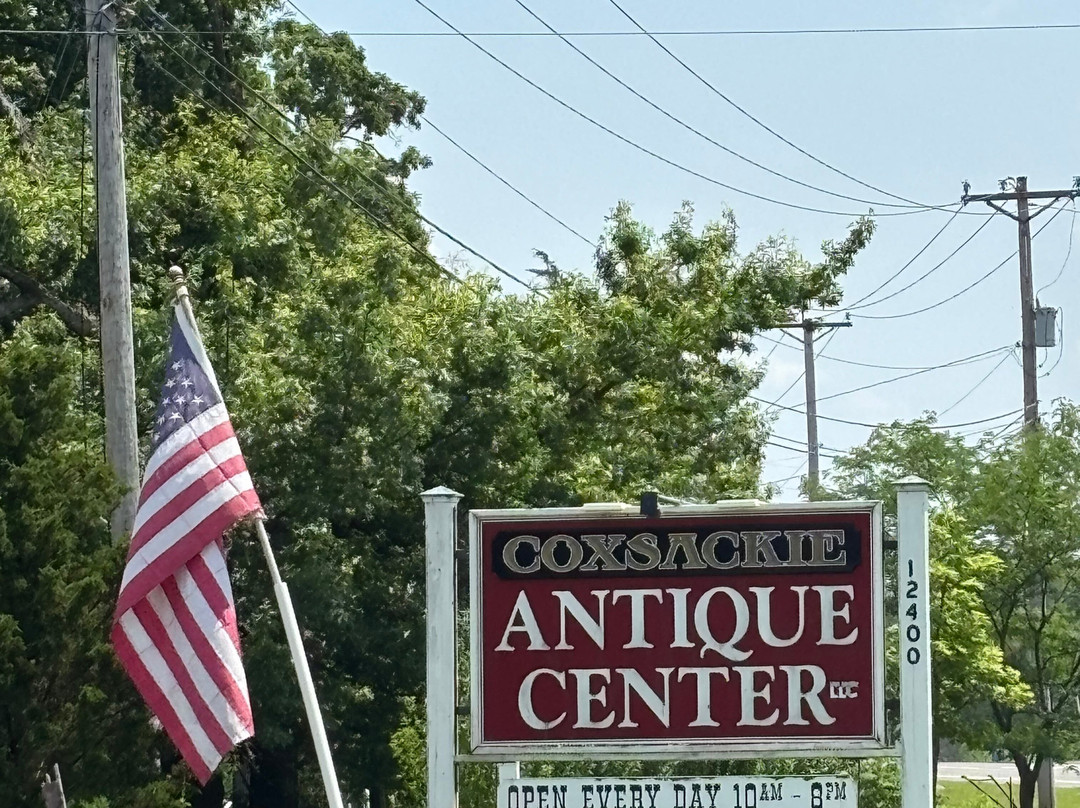 COXSACKIE
ANTIQUE
CENTER LLC
12400
OPEN EVERY DAY 10AM - 8PM